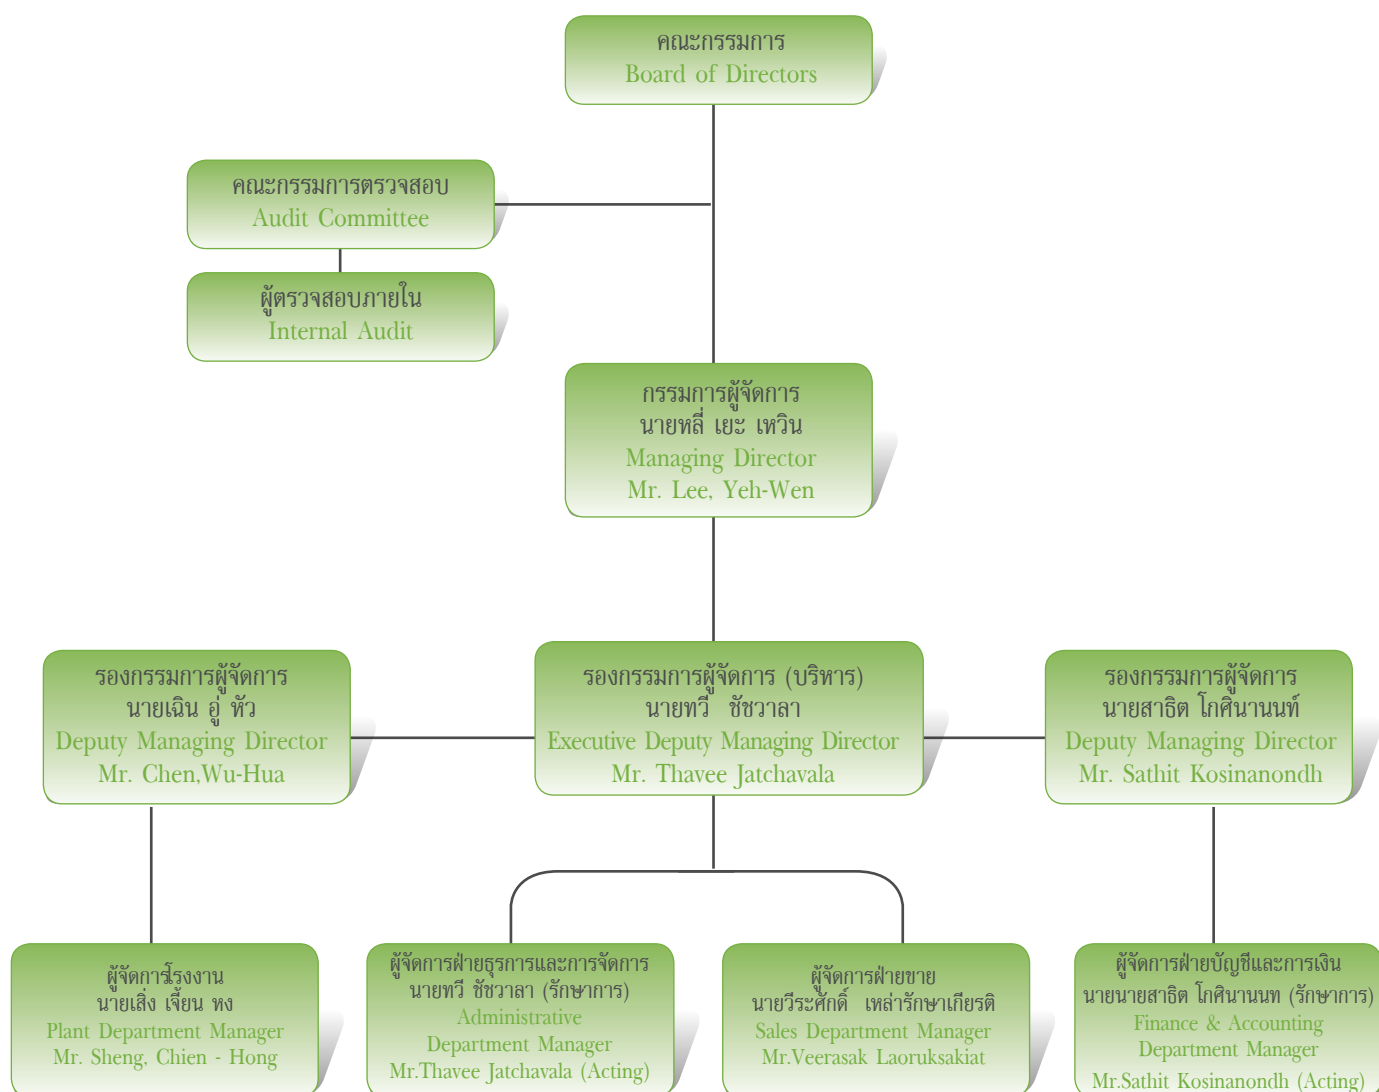 คณะกรรมการ
Board of Directors
คณะกรรมการตรวจสอบ
Audit Committee
ผู้ตรวจสอบภายใน
Internal Audit
กรรมการผู้จัดการ
นายหลี่ เยะ เหวิน
Managing Director
Mr. Lee, Yeh-Wen
รองกรรมการผู้จัดการ
นายเฉิน อู่ หัว
Deputy Managing Director
Mr. Chen,Wu-Hua
รองกรรมการผู้จัดการ (บริหาร)
นายทวี ชัชวาลา
Executive Deputy Managing Director
Mr. Thavee Jatchavala
รองกรรมการผู้จัดการ
นายสาธิต โกศินานนท์
Deputy Managing Director
Mr. Sathit Kosinanondh
ผู้จัดการโรงงาน
นายเสิ่ง เจี้ยน หง
Plant Department Manager
Mr. Sheng, Chien - Hong
ผู้จัดการฝ่ายธุรการและการจัดการ
นายทวี ชัชวาลา (รักษาการ)
Administrative
Department Manager
Mr.Thavee Jatchavala (Acting)
ผู้จัดการฝ่ายขาย
นายวีระศักดิ์ เหล่ารักษาเกียรติ
Sales Department Manager
Mr.Veerasak Laoruksakiat
ผู้จัดการฝ่ายบัญชีและการเงิน
นายนายสาธิต โกศินานนท (รักษาการ)
Finance & Accounting
Department Manager
Mr.Sathit Kosinanondh (Acting)